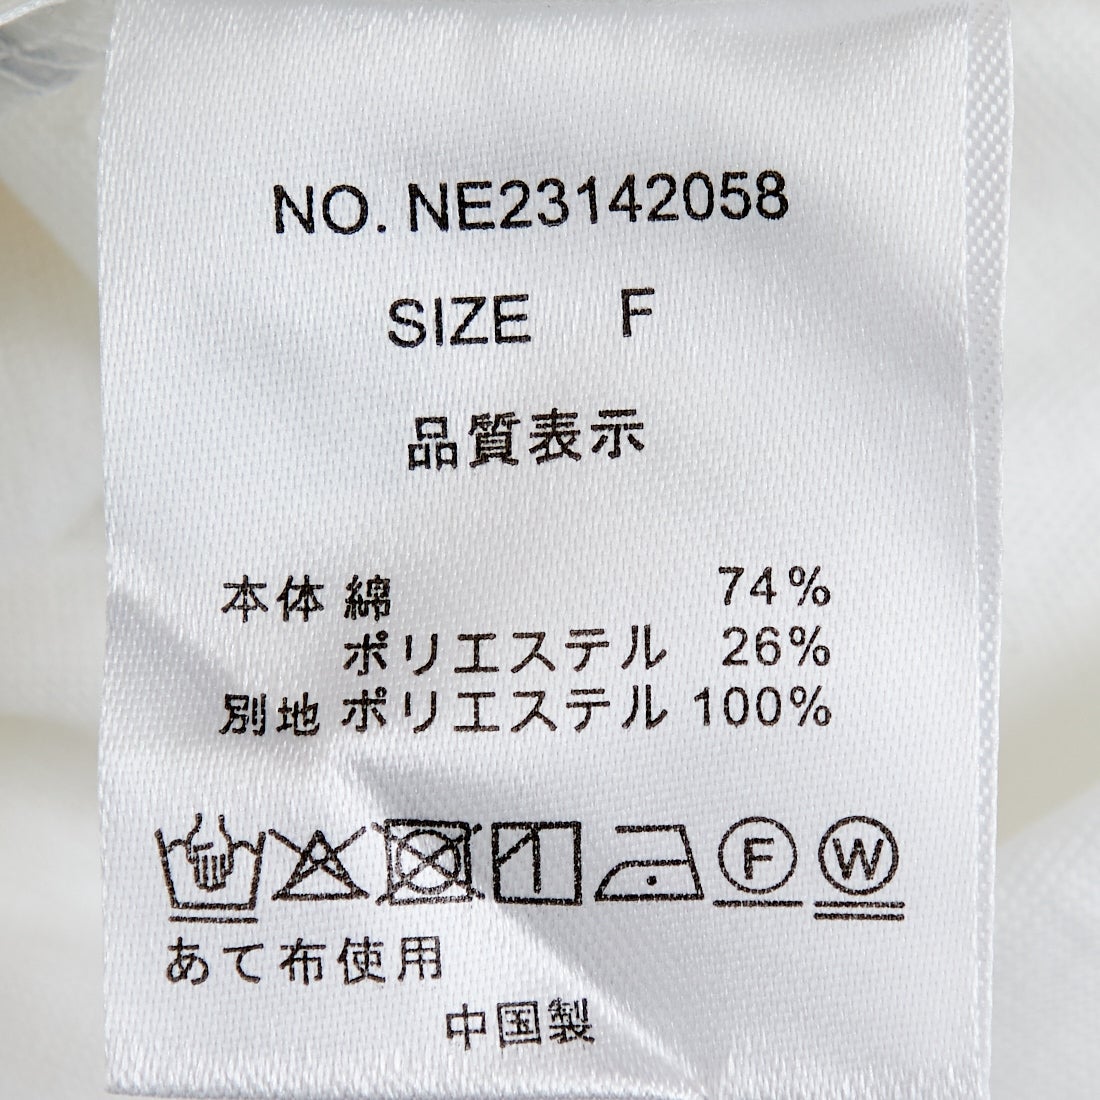 NO. NE23142058
SIZE F
品質表示
本体 綿 74%
ポリエステル 26%
別地 ポリエステル 100%
F W
あて布使用
中国製